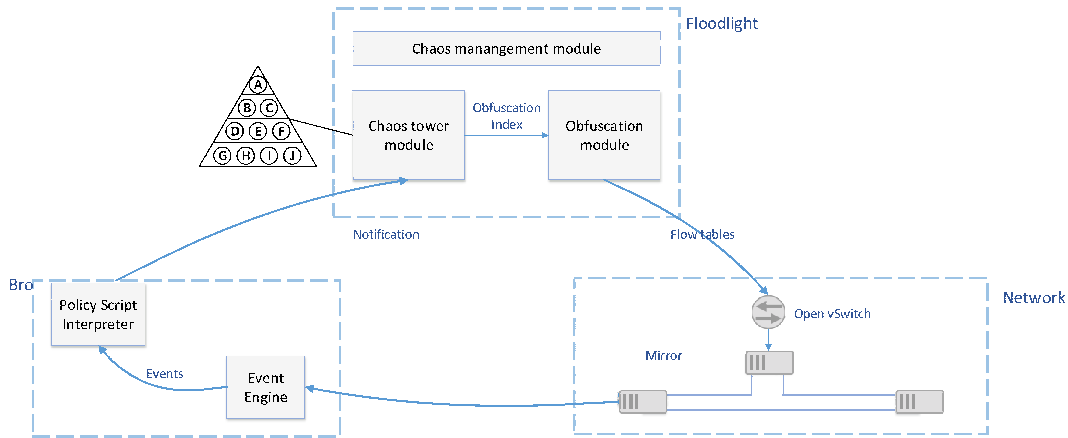 Floodlight
Chaos manangement module
A
B C
D E F
G H I J
Chaos tower
module
Obfuscation
Index
Obfuscation
module
Notification
Flow tables
Bro
Policy Script
Interpreter
Events
Event
Engine
Network
Open vSwitch
Mirror